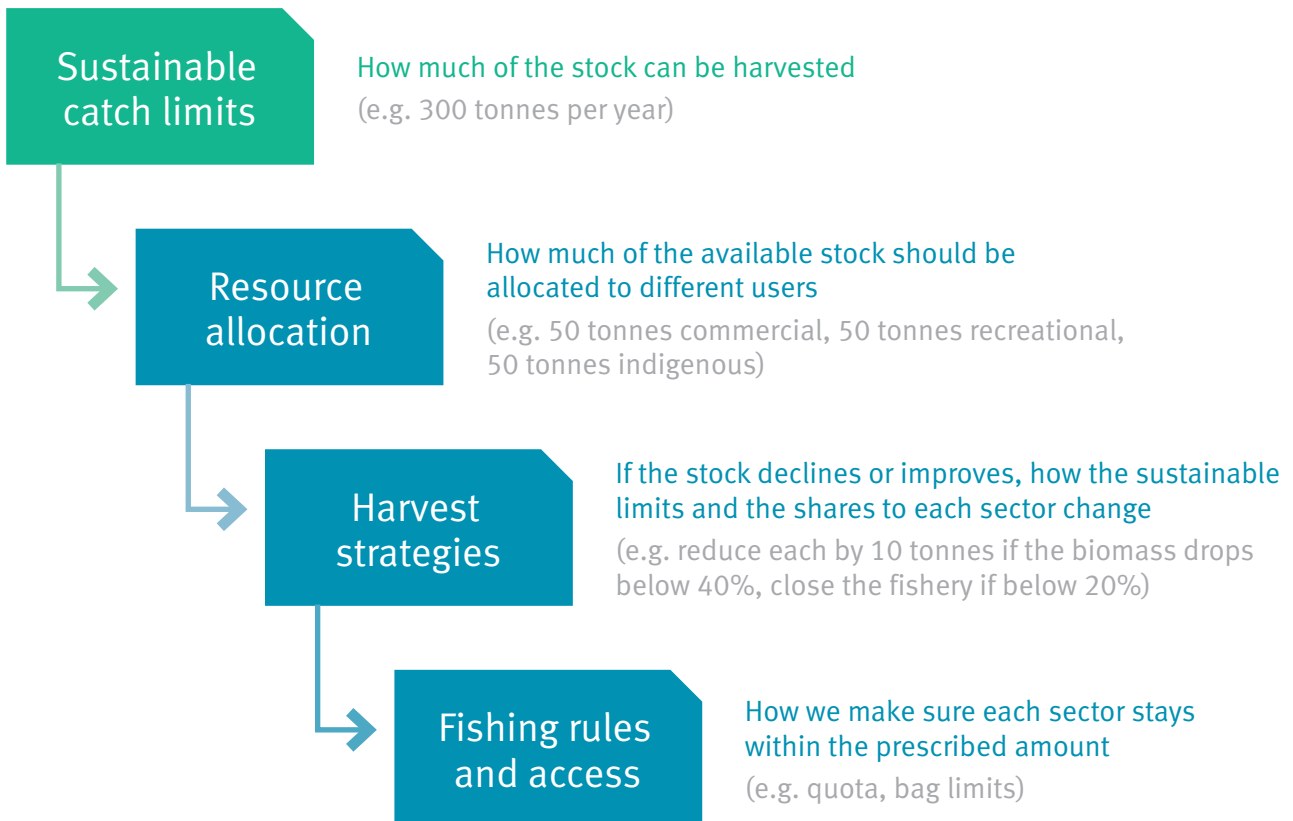 Sustainable
catch limits
How much of the stock can be harvested
(e.g. 300 tonnes per year)
Resource
allocation
How much of the available stock should be
allocated to different users
(e.g. 50 tonnes commercial, 50 tonnes recreational,
50 tonnes indigenous)
Harvest
strategies
If the stock declines or improves, how the sustainable
limits and the shares to each sector change
(e.g. reduce each by 10 tonnes if the biomass drops
below 40%, close the fishery if below 20%)
Fishing rules
and access
How we make sure each sector stays
within the prescribed amount
(e.g. quota, bag limits)